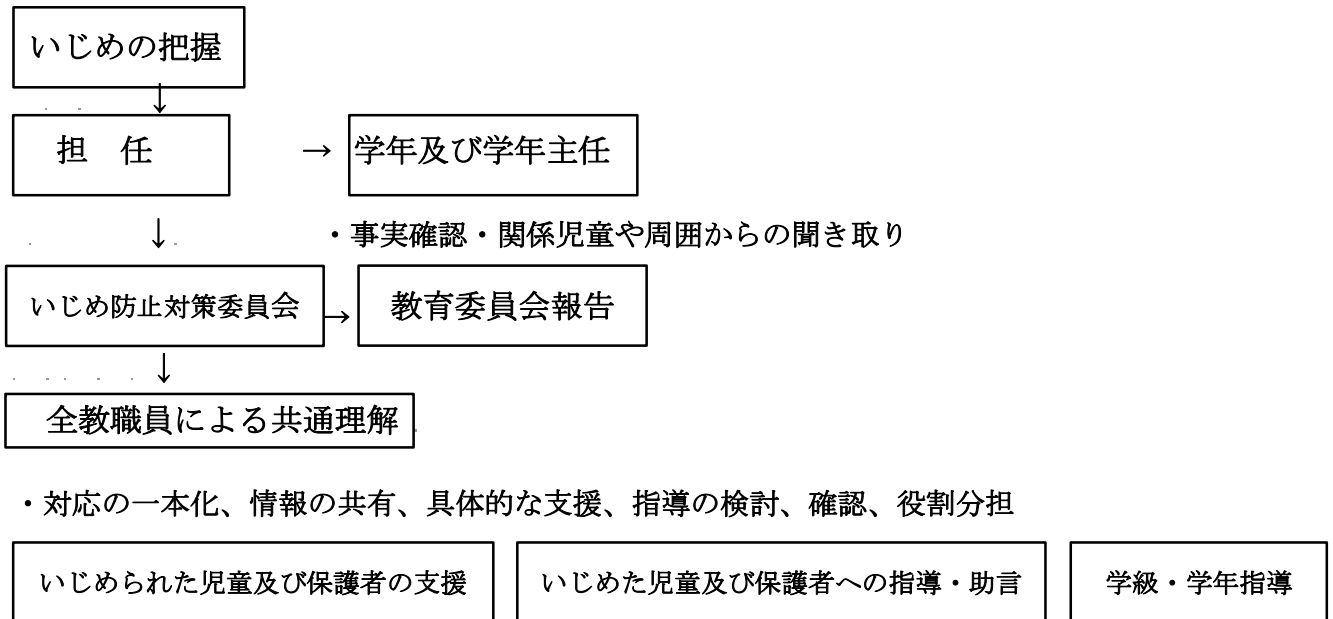 いじめの把握
↓
担　任　→　学年及び学年主任
↓　・事実確認・関係児童や周囲からの聞き取り
いじめ防止対策委員会　→　教育委員会報告
↓
全教職員による共通理解
・対応の一本化、情報の共有、具体的な支援、指導の検討、確認、役割分担
いじめられた児童及び保護者の支援　いじめた児童及び保護者への指導・助言　学級・学年指導